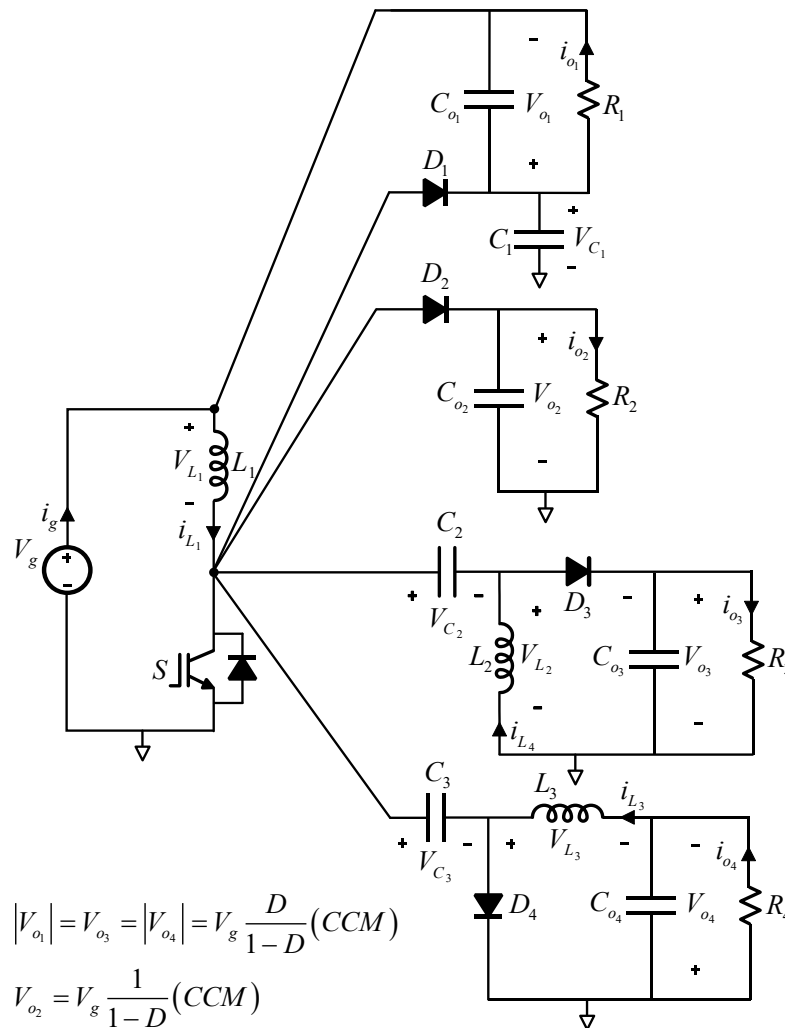 −
i_{o_1}
C_{o_1} V_{o_1} R_1
+
D_1
+
C_1 V_{C_1}
−
D_2
+
i_{o_2}
C_{o_2} V_{o_2} R_2
−
+
V_{L_1} L_1
−
i_g
i_{L_1}
V_g + −
C_2
+ V_{C_2} −
D_3
+ − +
i_{o_3}
L_2 V_{L_2} C_{o_3} V_{o_3} R
S
− −
i_{L_4}
C_3
L_3 i_{L_3}
+ V_{C_3} − + V_{L_3} − −
i_{o_4}
D_4 C_{o_4} V_{o_4} R
+
|V_{o_1}| = V_{o_3} = |V_{o_4}| = V_g \frac{D}{1-D} (CCM)
V_{o_2} = V_g \frac{1}{1-D} (CCM)